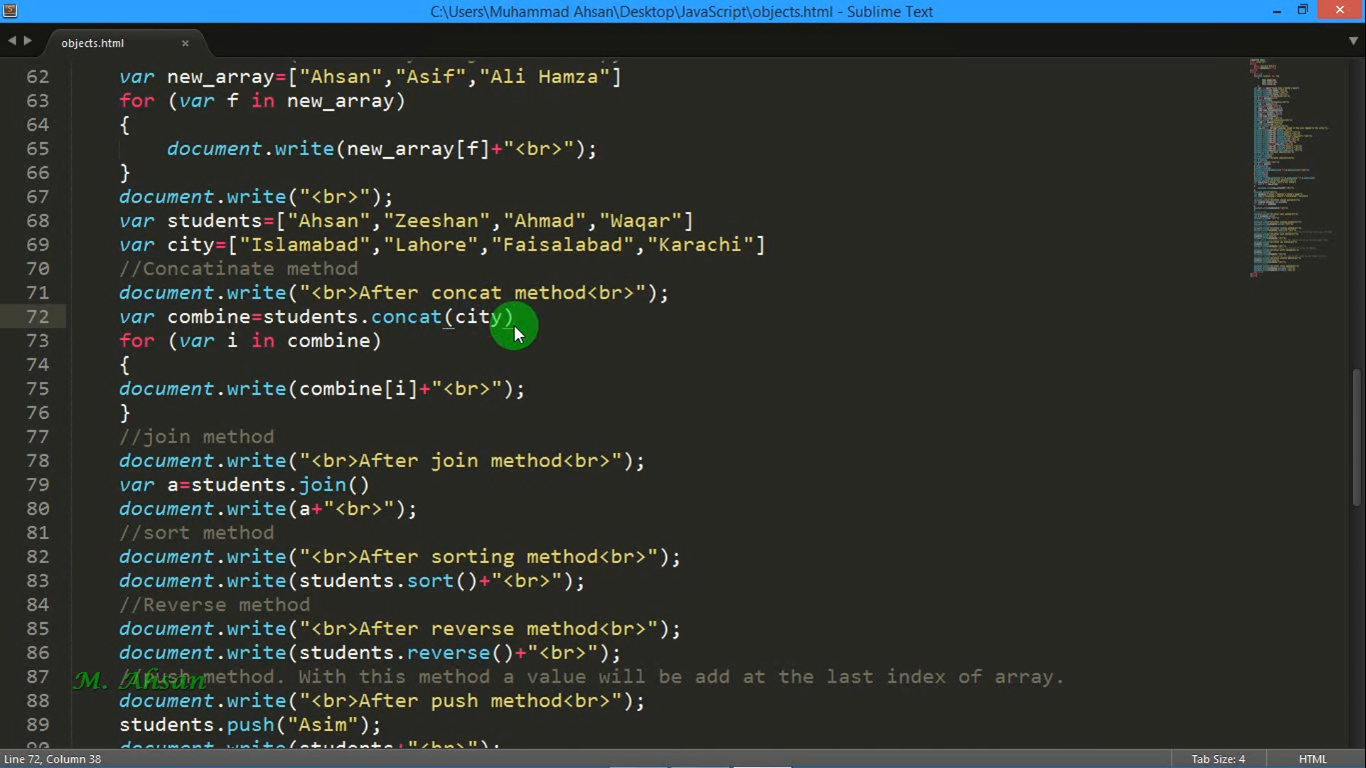 C:\Users\Muhammad Ahsan\Desktop\JavaScript\objects.html - Sublime Text
objects.html
62 var new_array=["Ahsan","Asif","Ali Hamza"]
63 for (var f in new_array)
64 {
65 document.write(new_array[f]+"<br>");
66 }
67 document.write("<br>");
68 var students=["Ahsan","Zeeshan","Ahmad","Waqar"]
69 var city=["Islamabad","Lahore","Faisalabad","Karachi"]
70 //Concatinate method
71 document.write("<br>After concat method<br>");
72 var combine=students.concat(city)
73 for (var i in combine)
74 {
75 document.write(combine[i]+"<br>");
76 }
77 //join method
78 document.write("<br>After join method<br>");
79 var a=students.join()
80 document.write(a+"<br>");
81 //sort method
82 document.write("<br>After sorting method<br>");
83 document.write(students.sort()+"<br>");
84 //Reverse method
85 document.write("<br>After reverse method<br>");
86 document.write(students.reverse()+"<br>");
87 //push method. With this method a value will be add at the last index of array.
M. Ahsan
88 document.write("<br>After push method<br>");
89 students.push("Asim");
90 document.write(students+"<br>");
Line 72, Column 38
Tab Size: 4
HTML